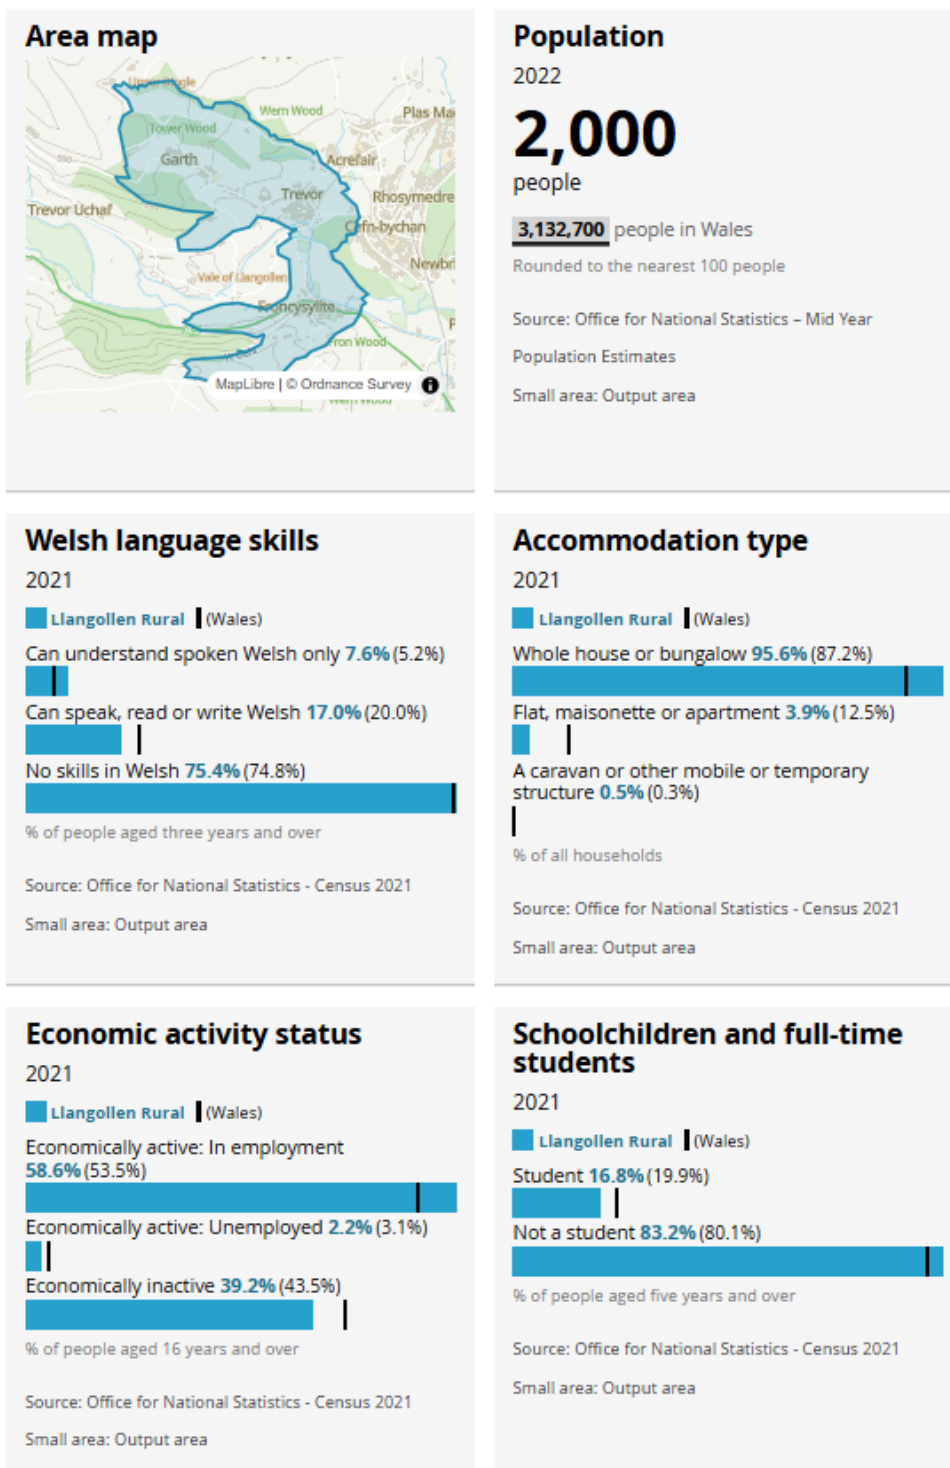 Area map
Garth
Tower Wood
Wern Wood
Plas Ma
Acrefair
Trevor
Rhosymedre
Trevor Uchaf
Cefn-bychan
Newbr
Vale of Llangollen
Froncysyllte
Fron Wood
MapLibre | © Ordnance Survey
Wern Wood
Population
2022
2,000
people
3,132,700 people in Wales
Rounded to the nearest 100 people
Source: Office for National Statistics – Mid Year
Population Estimates
Small area: Output area
Welsh language skills
2021
Llangollen Rural (Wales)
Can understand spoken Welsh only 7.6% (5.2%)
Can speak, read or write Welsh 17.0% (20.0%)
No skills in Welsh 75.4% (74.8%)
% of people aged three years and over
Source: Office for National Statistics - Census 2021
Small area: Output area
Accommodation type
2021
Llangollen Rural (Wales)
Whole house or bungalow 95.6% (87.2%)
Flat, maisonette or apartment 3.9% (12.5%)
A caravan or other mobile or temporary
structure 0.5% (0.3%)
% of all households
Source: Office for National Statistics - Census 2021
Small area: Output area
Economic activity status
2021
Llangollen Rural (Wales)
Economically active: In employment
58.6% (53.5%)
Economically active: Unemployed 2.2% (3.1%)
Economically inactive 39.2% (43.5%)
% of people aged 16 years and over
Source: Office for National Statistics - Census 2021
Small area: Output area
Schoolchildren and full-time
students
2021
Llangollen Rural (Wales)
Student 16.8% (19.9%)
Not a student 83.2% (80.1%)
% of people aged five years and over
Source: Office for National Statistics - Census 2021
Small area: Output area